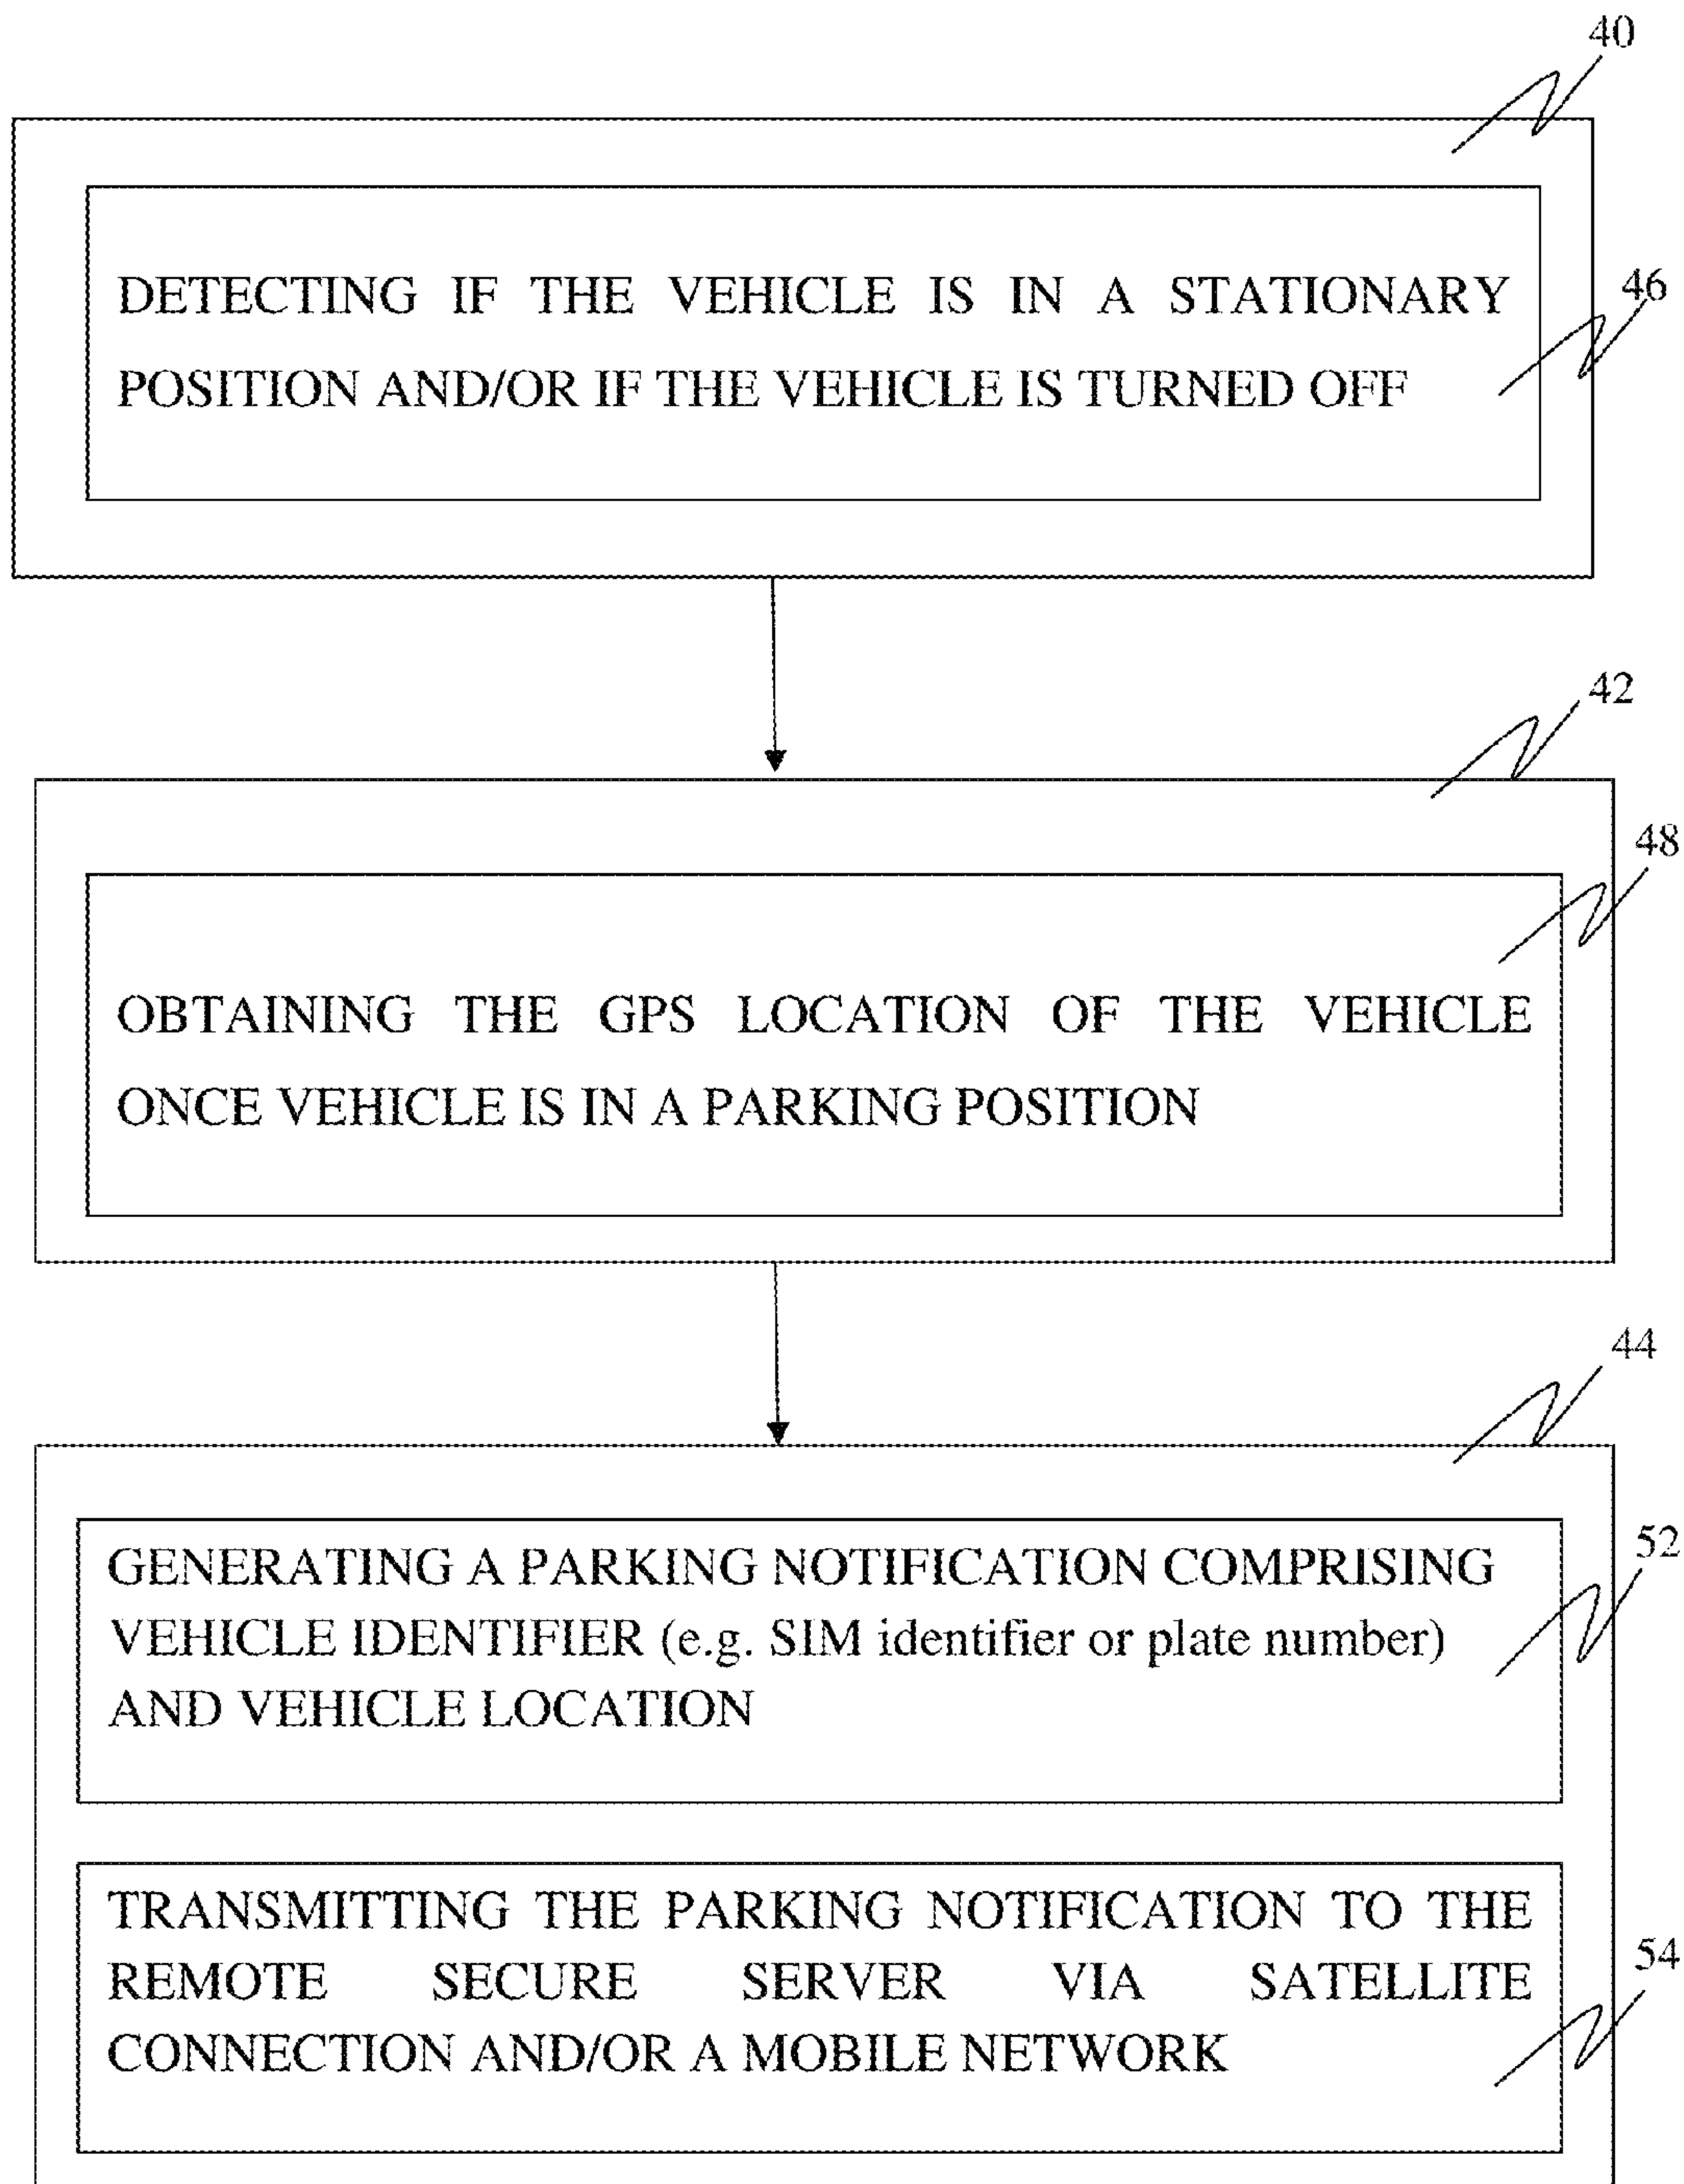 40
DETECTING IF THE VEHICLE IS IN A STATIONARY
46
POSITION AND/OR IF THE VEHICLE IS TURNED OFF
42
48
OBTAINING THE GPS LOCATION OF THE VEHICLE
ONCE VEHICLE IS IN A PARKING POSITION
44
52
GENERATING A PARKING NOTIFICATION COMPRISING
VEHICLE IDENTIFIER (e.g. SIM identifier or plate number)
AND VEHICLE LOCATION
TRANSMITTING THE PARKING NOTIFICATION TO THE
54
REMOTE SECURE SERVER VIA SATELLITE
CONNECTION AND/OR A MOBILE NETWORK